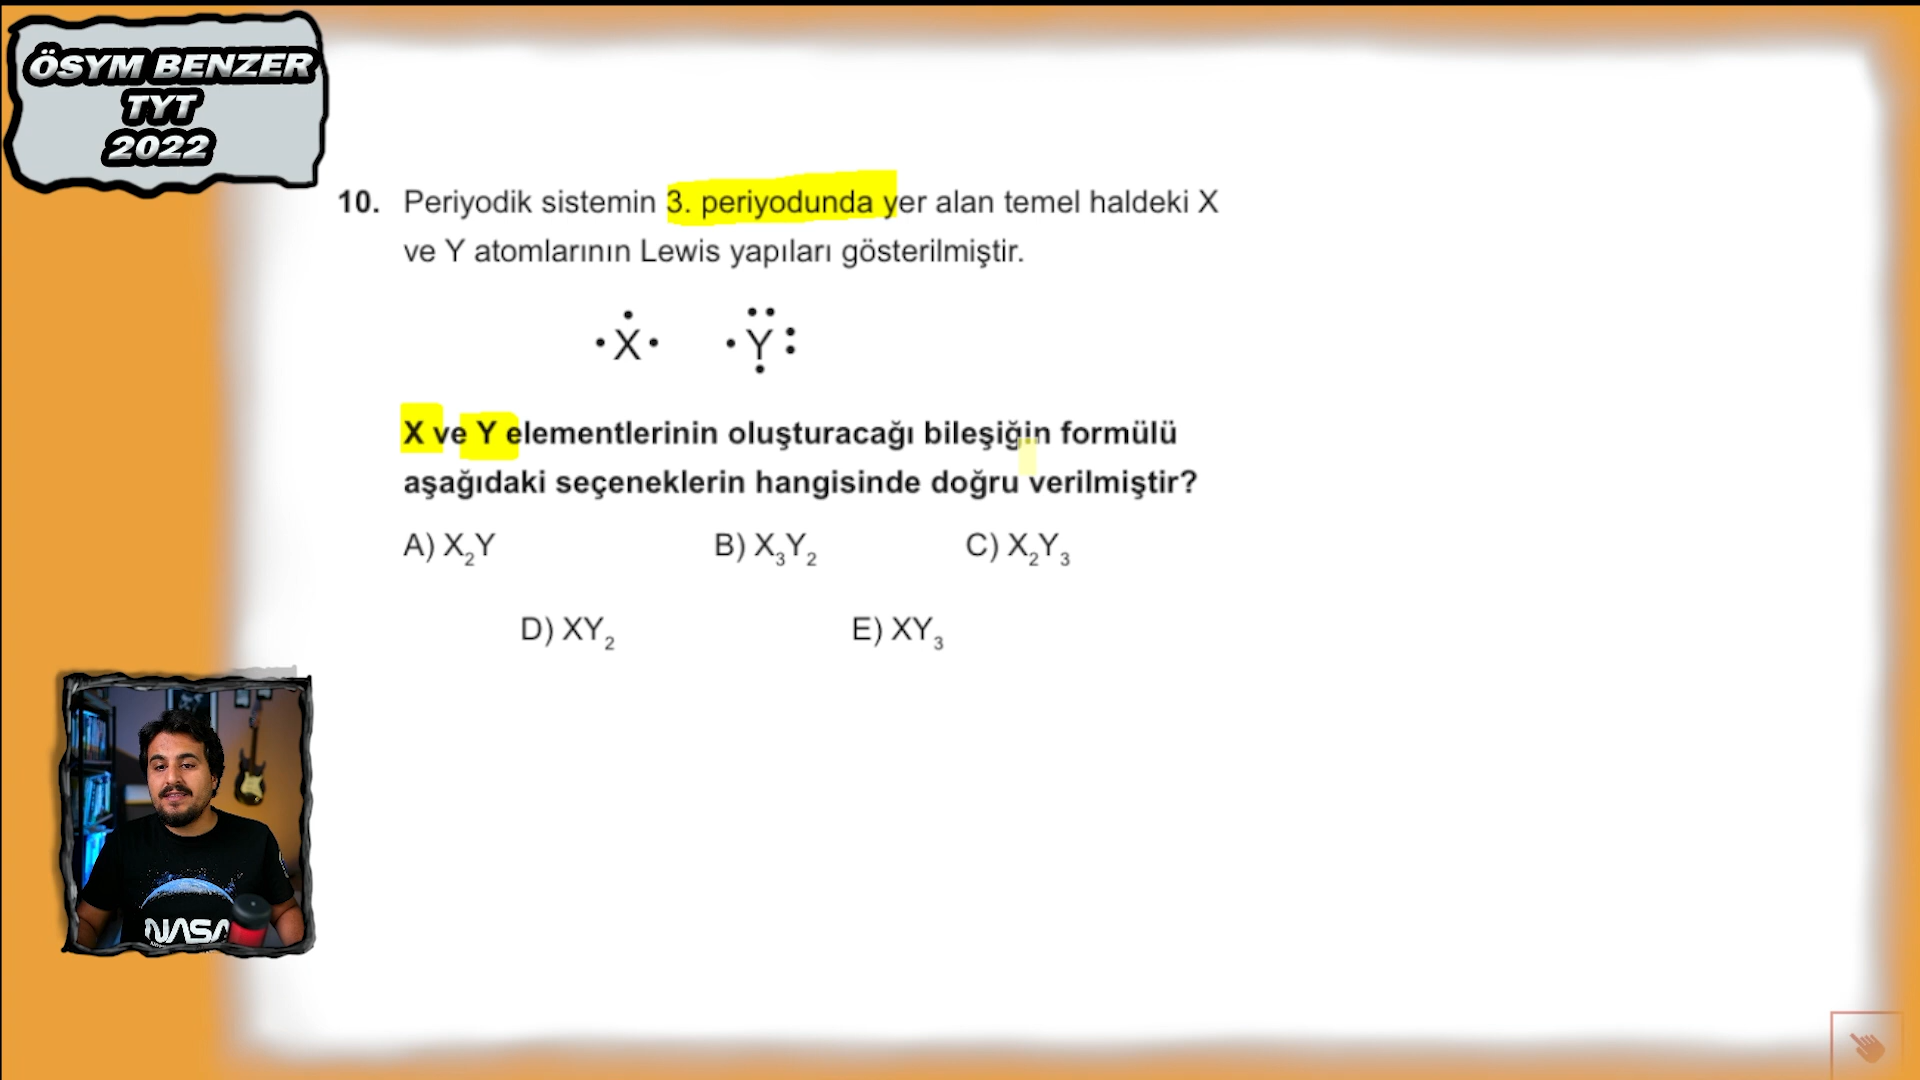 ÖSYM BENZER
TYT
2022
10. Periyodik sistemin 3. periyodunda yer alan temel haldeki X
ve Y atomlarının Lewis yapıları gösterilmiştir.
X Y
X ve Y elementlerinin oluşturacağı bileşiğin formülü
aşağıdaki seçeneklerin hangisinde doğru verilmiştir?
A) X₂Y B) X₃Y₂ C) X₂Y₃
D) XY₂ E) XY₃
NASA